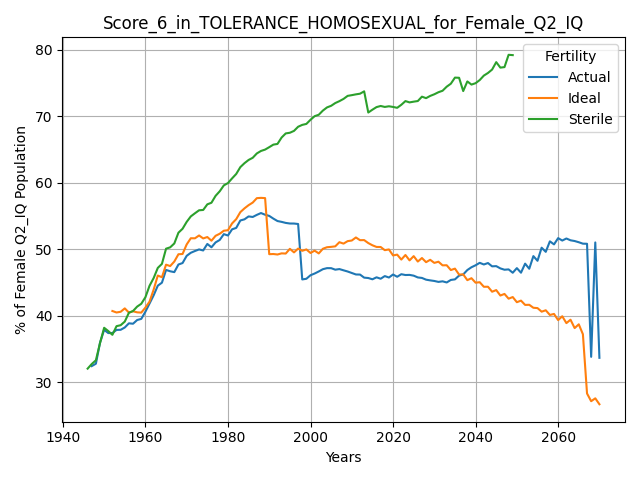 Score_6_in_TOLERANCE_HOMOSEXUAL_for_Female_Q2_IQ
% of Female Q2_IQ Population
80
70
60
50
40
30
Fertility
Actual
Ideal
Sterile
1940 1960 1980 2000 2020 2040 2060
Years